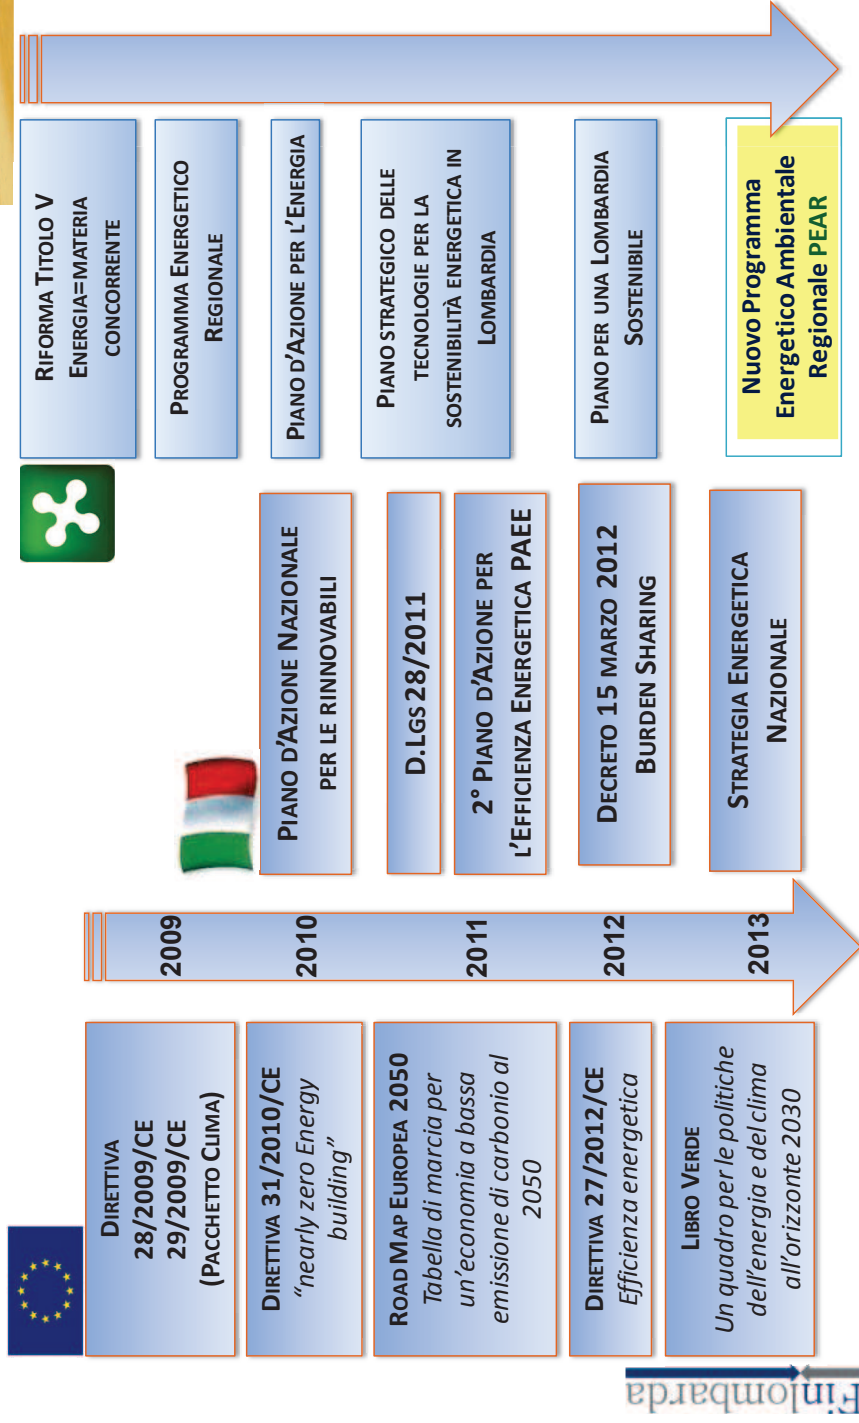 DIRETTIVA
28/2009/CE
29/2009/CE
(PACCHETTO CLIMA)
DIRETTIVA 31/2010/CE
“nearly zero Energy
building”
ROAD MAP EUROPEA 2050
Tabella di marcia per
un’economia a bassa
emissione di carbonio al
2050
DIRETTIVA 27/2012/CE
Efficienza energetica
LIBRO VERDE
Un quadro per le politiche
dell’energia e del clima
all’orizzonte 2030
2009
2010
2011
2012
2013
PIANO D’AZIONE NAZIONALE
PER LE RINNOVABILI
D.LGS 28/2011
2° PIANO D’AZIONE PER
L’EFFICIENZA ENERGETICA PAEE
DECRETO 15 MARZO 2012
BURDEN SHARING
STRATEGIA ENERGETICA
NAZIONALE
RIFORMA TITOLO V
ENERGIA=MATERIA
CONCORRENTE
PROGRAMMA ENERGETICO
REGIONALE
PIANO D’AZIONE PER L’ENERGIA
PIANO STRATEGICO DELLE
TECNOLOGIE PER LA
SOSTENIBILITÀ ENERGETICA IN
LOMBARDIA
PIANO PER UNA LOMBARDIA
SOSTENIBILE
Nuovo Programma
Energetico Ambientale
Regionale PEAR
Finlombarda